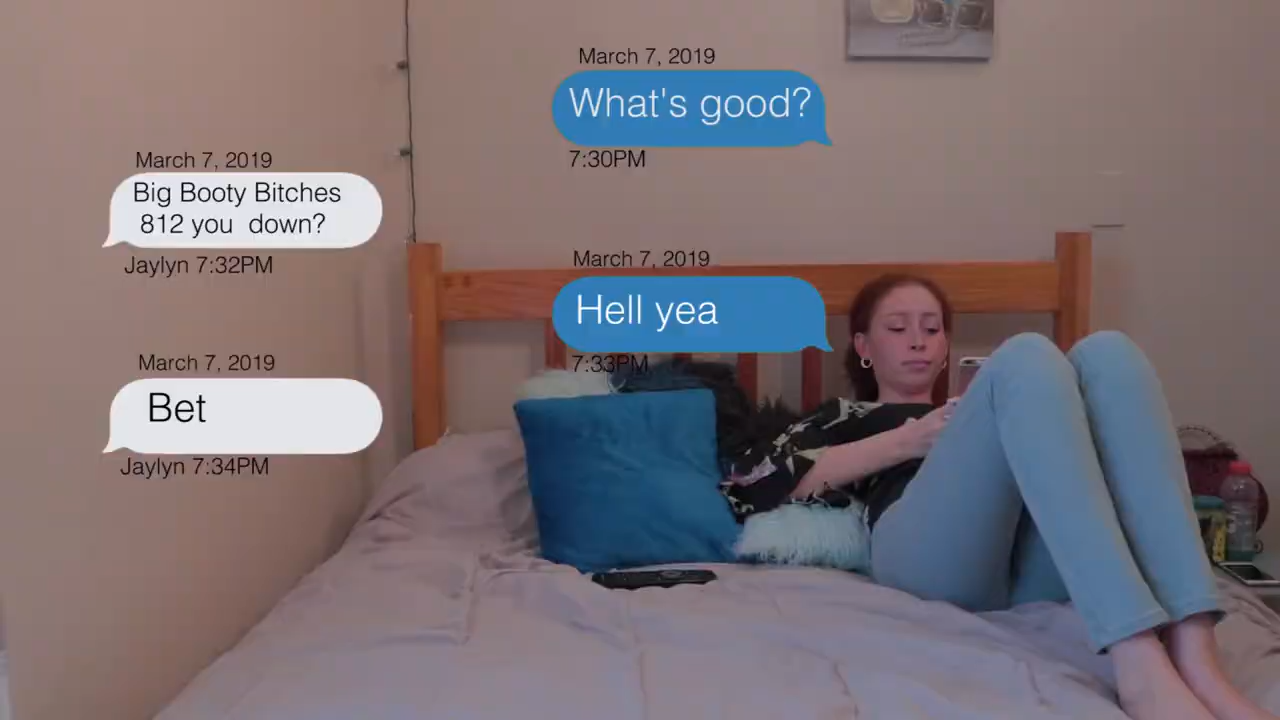 March 7, 2019
What's good?
7:30PM
March 7, 2019
Big Booty Bitches
812 you down?
Jaylyn 7:32PM
March 7, 2019
Hell yea
7:33PM
March 7, 2019
Bet
Jaylyn 7:34PM